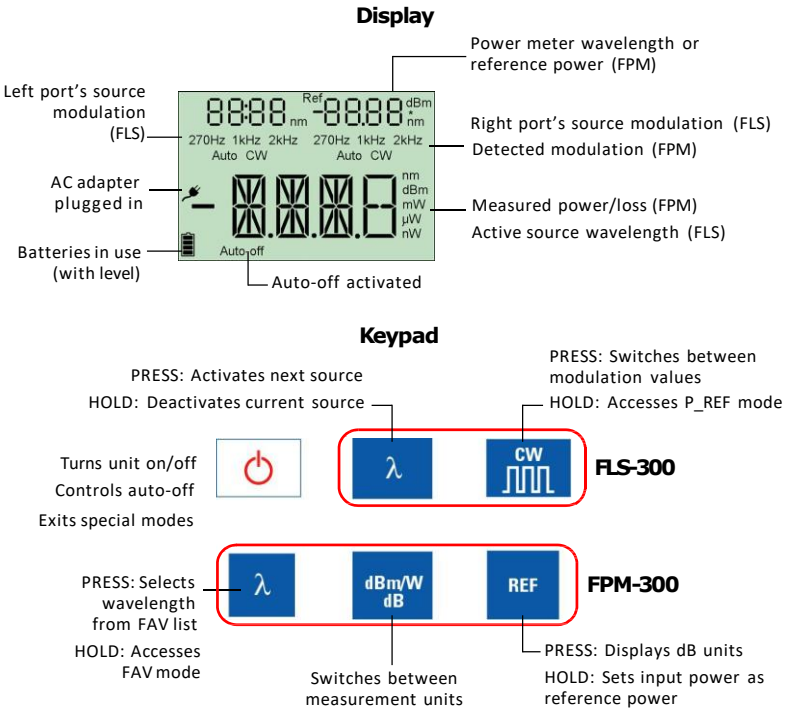 Display
Power meter wavelength or
reference power (FPM)
Left port's source
modulation
(FLS)
88:88 nm Ref -88.88 dBm
* nm
270Hz 1kHz 2kHz 270Hz 1kHz 2kHz
Auto CW Auto CW
Right port's source modulation (FLS)
Detected modulation (FPM)
AC adapter
plugged in
nm
dBm
mW
µW
nW
Measured power/loss (FPM)
Active source wavelength (FLS)
Batteries in use
(with level)
Auto-off
Auto-off activated
Keypad
PRESS: Activates next source
HOLD: Deactivates current source
PRESS: Switches between
modulation values
HOLD: Accesses P_REF mode
Turns unit on/off
Controls auto-off
Exits special modes
λ
CW
FLS-300
PRESS: Selects
wavelength
from FAV list
HOLD: Accesses
FAV mode
λ
dBm/W
dB
REF
FPM-300
Switches between
measurement units
PRESS: Displays dB units
HOLD: Sets input power as
reference power